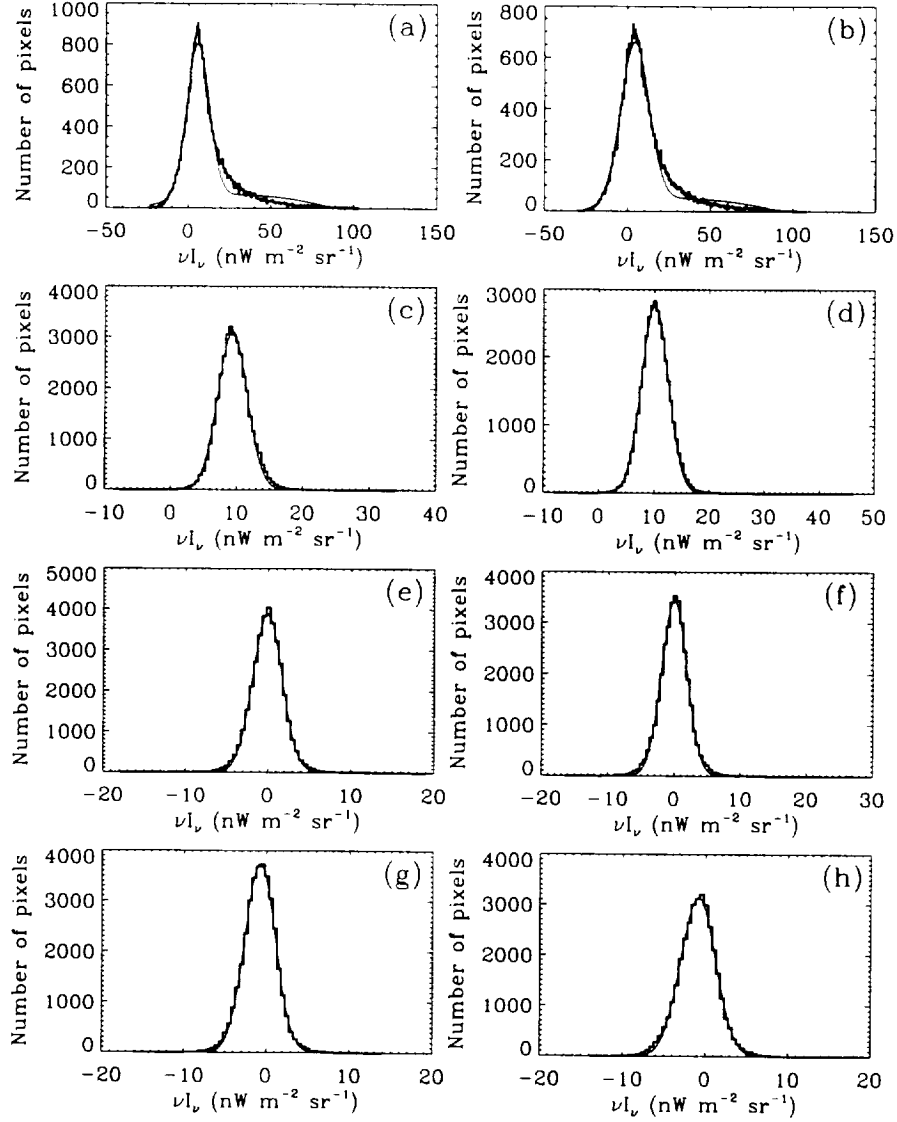 (a)
Number of pixels
1000
800
600
400
200
0
-50 0 50 100 150
νIν (nW m⁻² sr⁻¹)
(b)
Number of pixels
800
600
400
200
0
-50 0 50 100 150
νIν (nW m⁻² sr⁻¹)
(c)
Number of pixels
4000
3000
2000
1000
0
-10 0 10 20 30 40
νIν (nW m⁻² sr⁻¹)
(d)
Number of pixels
3000
2000
1000
0
-10 0 10 20 30 40 50
νIν (nW m⁻² sr⁻¹)
(e)
Number of pixels
5000
4000
3000
2000
1000
0
-20 -10 0 10 20
νIν (nW m⁻² sr⁻¹)
(f)
Number of pixels
4000
3000
2000
1000
0
-20 -10 0 10 20 30
νIν (nW m⁻² sr⁻¹)
(g)
Number of pixels
4000
3000
2000
1000
0
-20 -10 0 10 20
νIν (nW m⁻² sr⁻¹)
(h)
Number of pixels
4000
3000
2000
1000
0
-20 -10 0 10 20
νIν (nW m⁻² sr⁻¹)